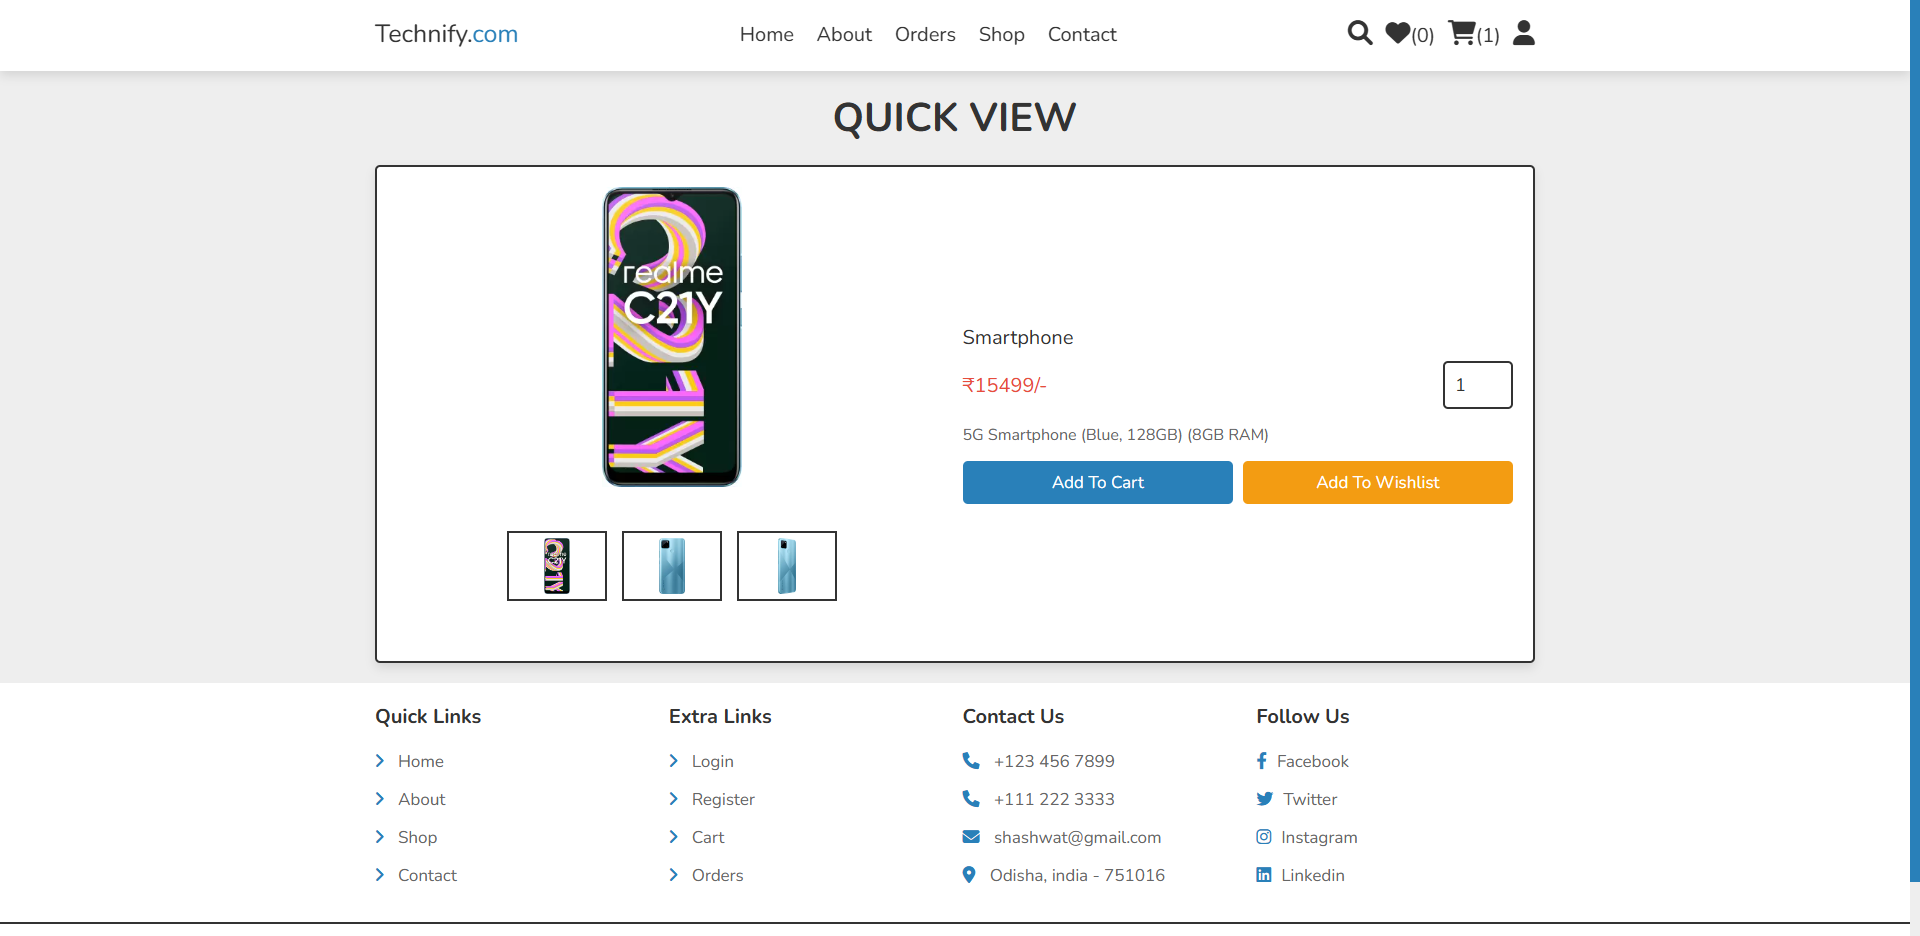 Technify.com
Home About Orders Shop Contact
(0) (1)
QUICK VIEW
realme
C21Y
C21Y
Smartphone
₹15499/-
1
5G Smartphone (Blue, 128GB) (8GB RAM)
Add To Cart Add To Wishlist
Quick Links
Home
About
Shop
Contact
Extra Links
Login
Register
Cart
Orders
Contact Us
+123 456 7899
+111 222 3333
shashwat@gmail.com
Odisha, india - 751016
Follow Us
Facebook
Twitter
Instagram
Linkedin